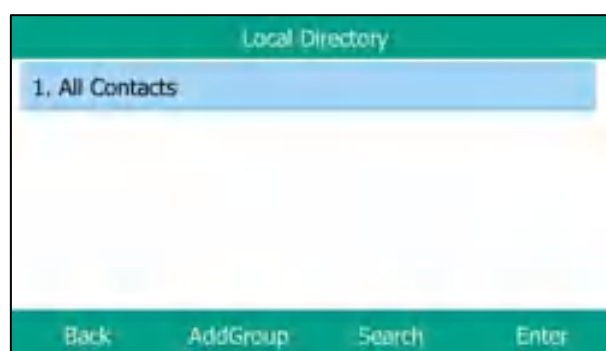 Local Directory
1. All Contacts
Back AddGroup Search Enter